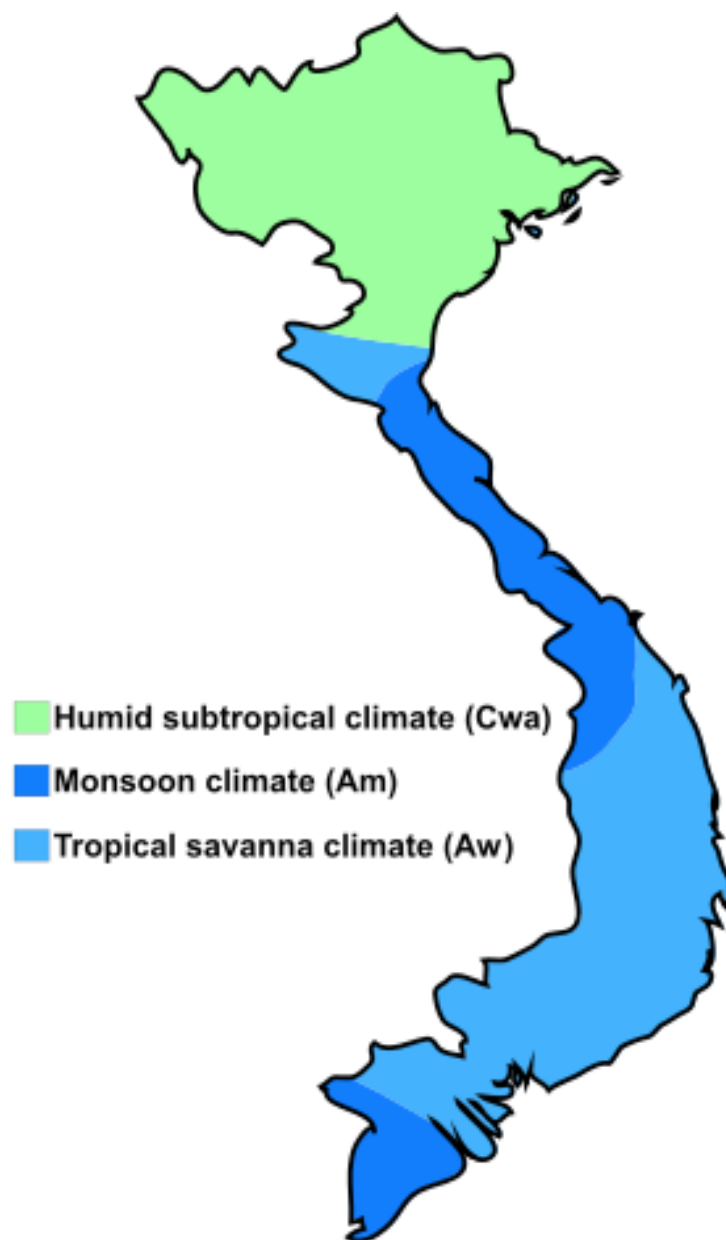 Humid subtropical climate (Cwa)
Monsoon climate (Am)
Tropical savanna climate (Aw)